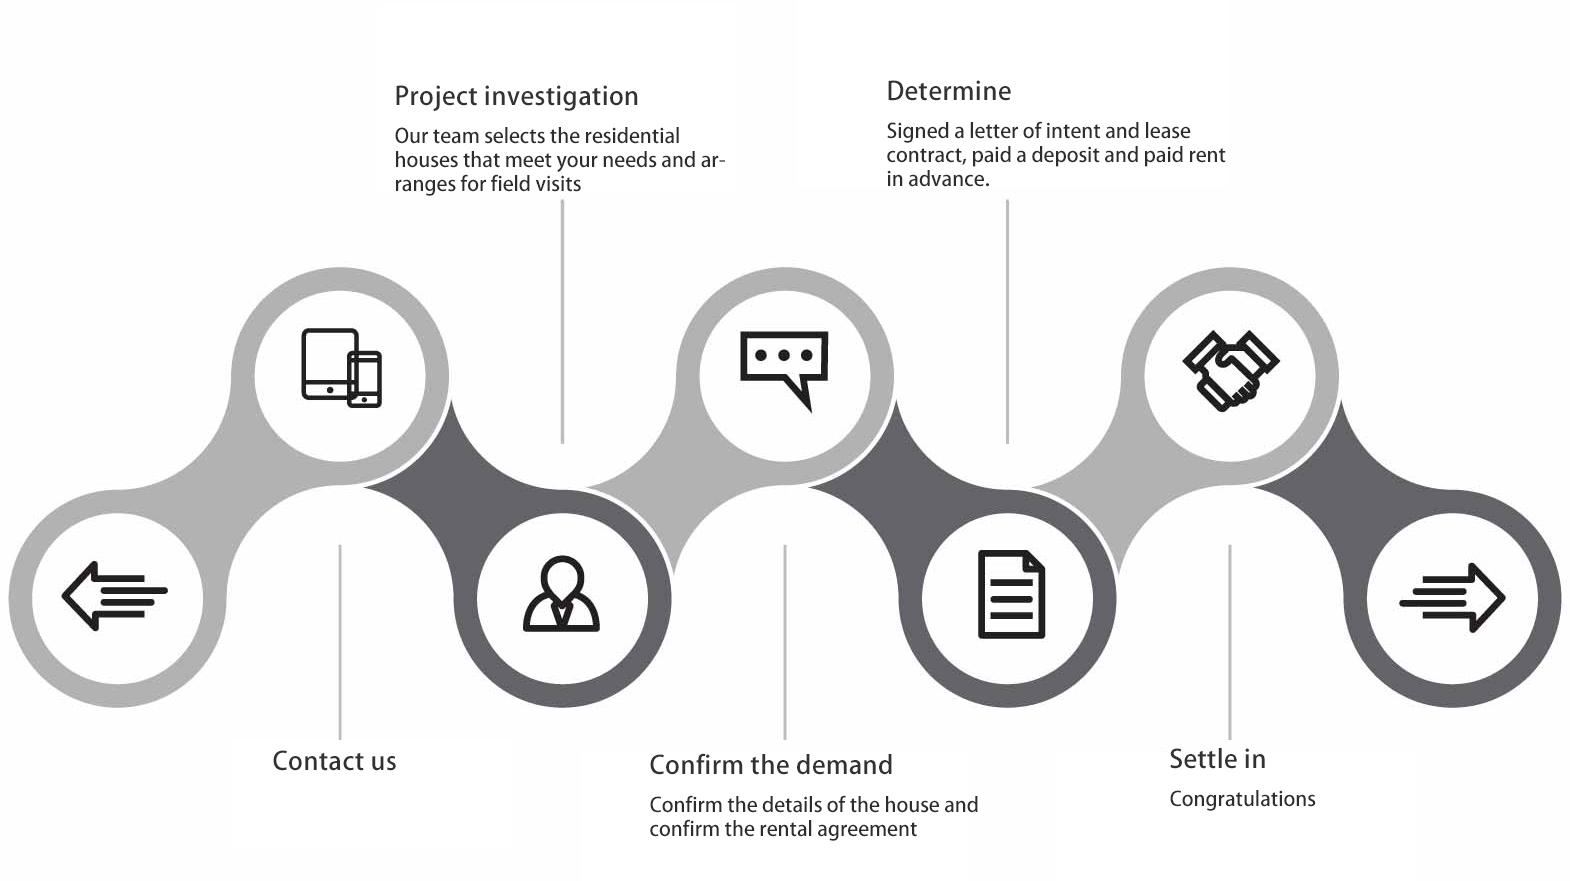 Project investigation
Our team selects the residential
houses that meet your needs and ar-
ranges for field visits
Determine
Signed a letter of intent and lease
contract, paid a deposit and paid rent
in advance.
Contact us
Confirm the demand
Confirm the details of the house and
confirm the rental agreement
Settle in
Congratulations